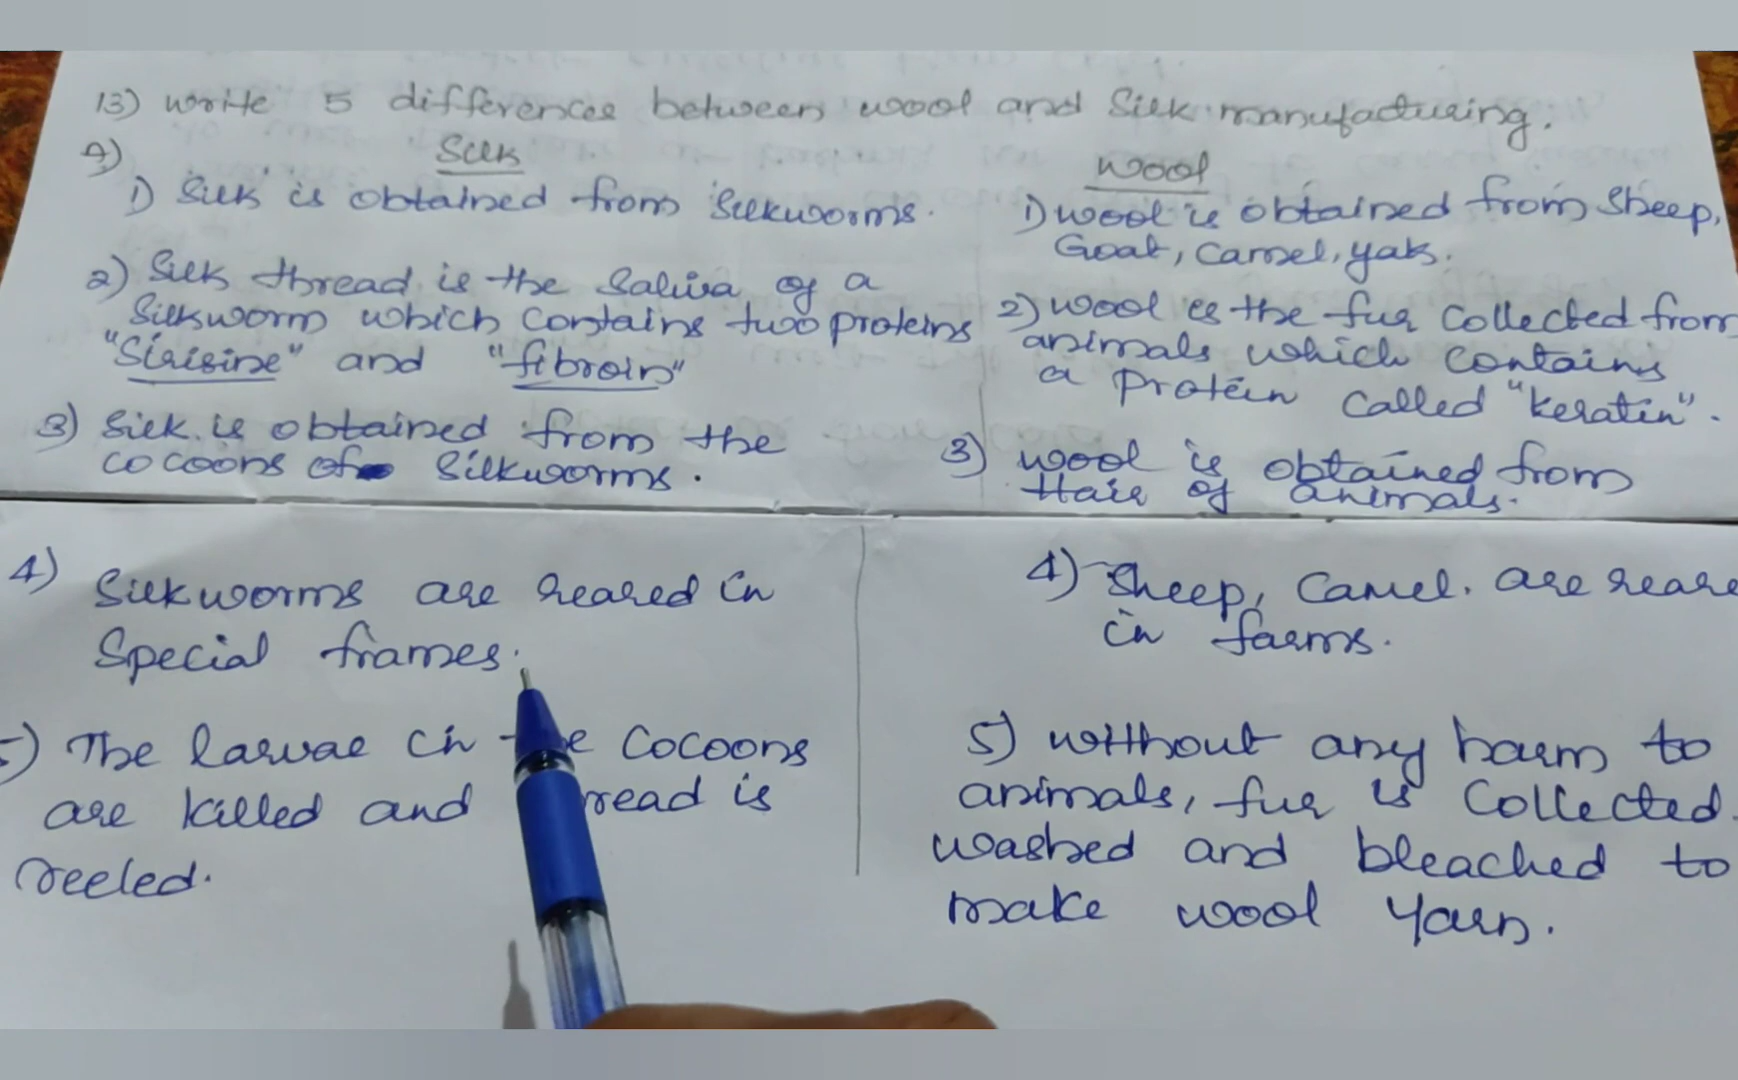 13) write 5 differences between wool and silk manufacturing.
A)
Silk
1) Silk is obtained from silkworms.
2) Silk thread is the saliva of a
silkworm which contains two proteins
"Sirisine" and "fibroin"
3) Silk is obtained from the
cocoons of silkworms.
4) Silkworms are reared in
special frames.
5) The larvae in the cocoons
are killed and read is
reeled.
wool
1) wool is obtained from sheep,
Goat, camel, yak.
2) wool is the fur collected from
animals which contains
a protein called "keratin".
3) wool is obtained from
Hair of animals.
4) Sheep, Camel. are reare
in farms.
5) without any harm to
animals, fur is collected.
washed and bleached to
make wool yarn.